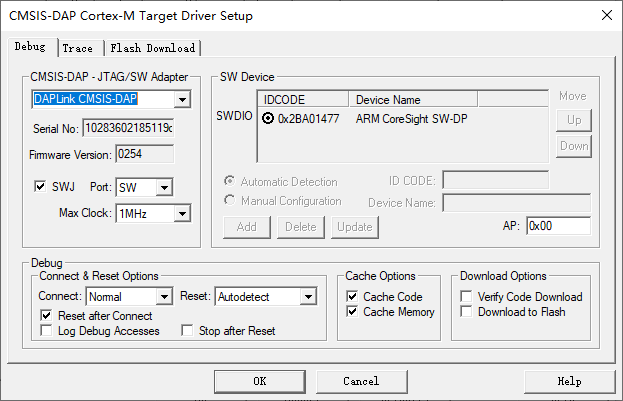 CMSIS-DAP Cortex-M Target Driver Setup
Debug Trace Flash Download
CMSIS-DAP - JTAG/SW Adapter
DAPLink CMSIS-DAP
Serial No: 10283602185119c
Firmware Version: 0254
SWJ Port: SW
Max Clock: 1MHz
SW Device
IDCODE Device Name Move
SWDIO 0x2BA01477 ARM CoreSight SW-DP Up
Down
Automatic Detection ID CODE:
Manual Configuration Device Name:
Add Delete Update AP: 0x00
Debug
Connect & Reset Options
Connect: Normal Reset: Autodetect
Reset after Connect
Log Debug Accesses Stop after Reset
Cache Options
Cache Code
Cache Memory
Download Options
Verify Code Download
Download to Flash
OK Cancel Help